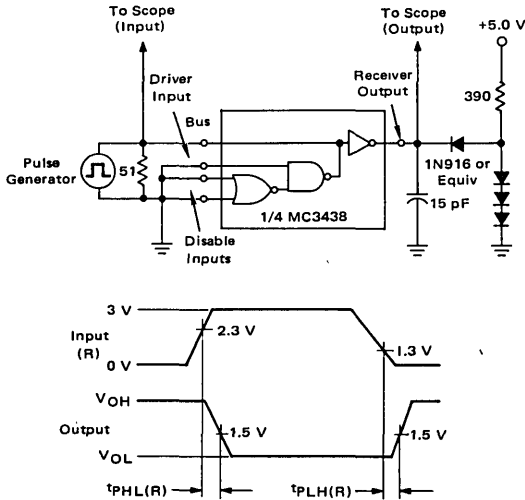 To Scope
(Input)
To Scope
(Output)
+5.0 V
Driver
Input
Receiver
Output
390
Bus
Pulse
Generator
51
1N916 or
Equiv
15 pF
1/4 MC3438
Disable
Inputs
3 V
Input
(R)
0 V
2.3 V
1.3 V
VOH
Output
VOL
1.5 V
1.5 V
tPHL(R)
tPLH(R)